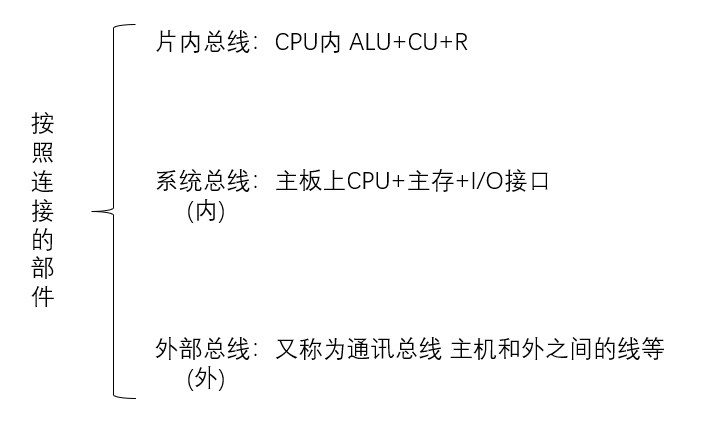 按照连接的部件
片内总线：CPU内 ALU+CU+R
系统总线：主板上CPU+主存+I/O接口
(内)
外部总线：又称为通讯总线 主机和外之间的线等
(外)